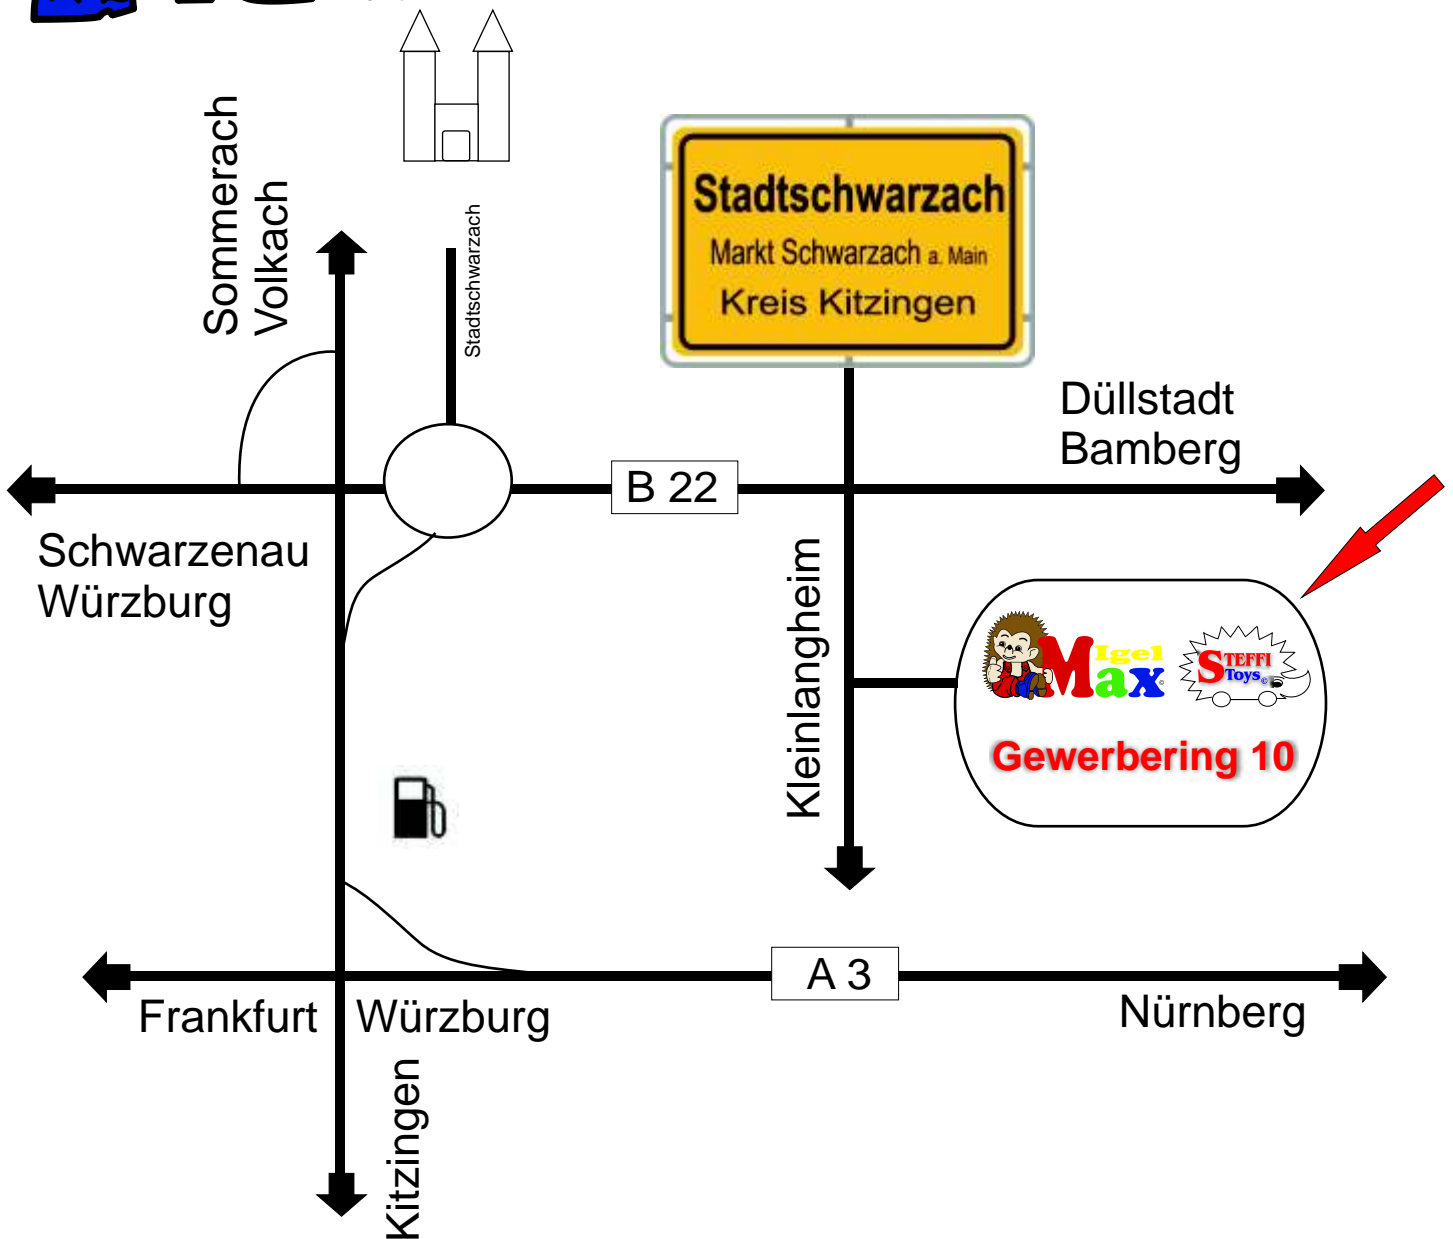 Sommerach
Volkach
Stadtschwarzach
Stadtschwarzach
Markt Schwarzach a. Main
Kreis Kitzingen
Düllstadt
Bamberg
B 22
Schwarzenau
Würzburg
Kleinlangheim
Igel
Max
STEFFI
Toys©
Gewerbering 10
A 3
Frankfurt
Würzburg
Nürnberg
Kitzingen